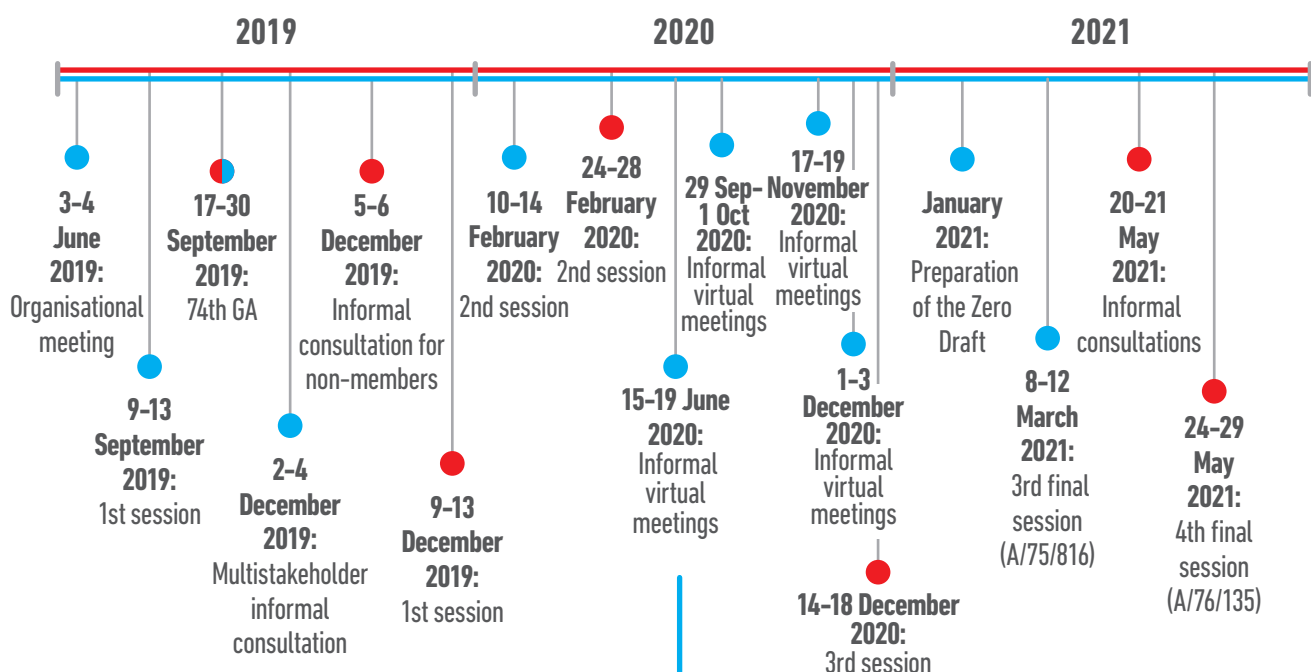 2019
2020
2021
3–4
June
2019:
Organisational
meeting
9–13
September
2019:
1st session
17–30
September
2019:
74th GA
2–4
December
2019:
Multistakeholder
informal
consultation
5–6
December
2019:
Informal
consultation for
non-members
9–13
December
2019:
1st session
10–14
February
2020:
2nd session
24–28
February
2020:
2nd session
15–19 June
2020:
Informal
virtual
meetings
29 Sep–
1 Oct
2020:
Informal
virtual
meetings
17–19
November
2020:
Informal
virtual
meetings
1–3
December
2020:
Informal
virtual
meetings
14–18 December
2020:
3rd session
January
2021:
Preparation
of the Zero
Draft
8–12
March
2021:
3rd final
session
(A/75/816)
20–21
May
2021:
Informal
consultations
24–29
May
2021:
4th final
session
(A/76/135)